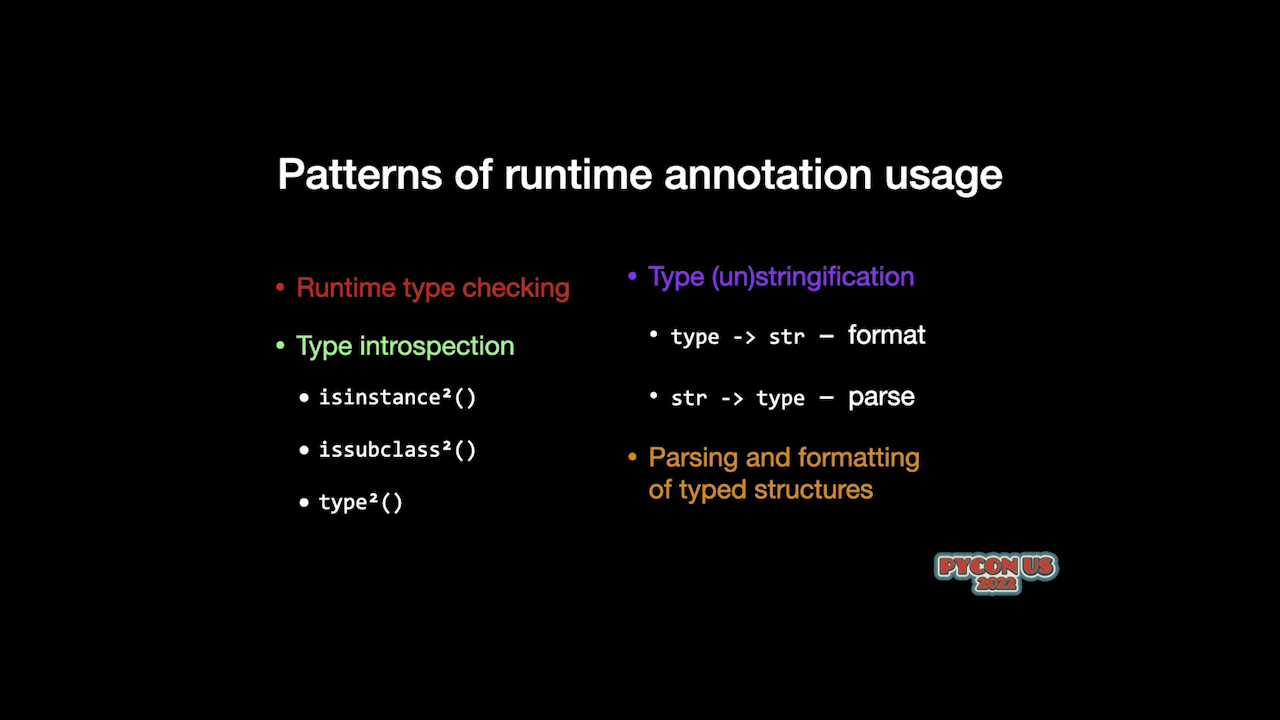 Patterns of runtime annotation usage
• Runtime type checking
• Type introspection
• isinstance²()
• issubclass²()
• type²()
• Type (un)stringification
• type -> str – format
• str -> type – parse
• Parsing and formatting
of typed structures
PYCON US
2022